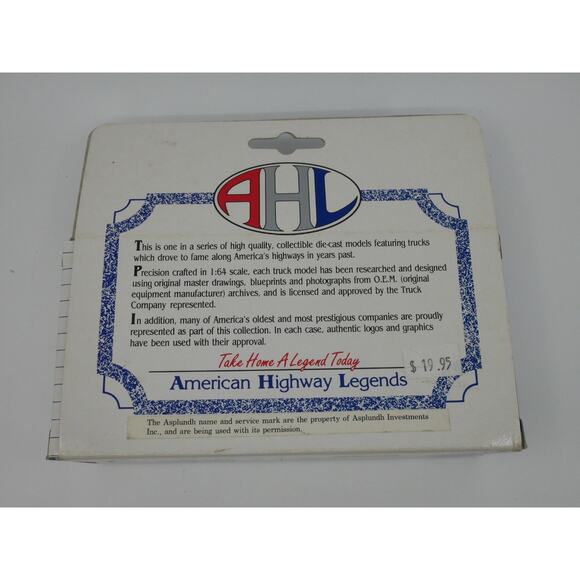 AHL
This is one in a series of high quality, collectible die-cast models featuring trucks
which drove to fame along America's highways in years past.
Precision crafted in 1:64 scale, each truck model has been researched and designed
using original master drawings, blueprints and photographs from O.E.M. (original
equipment manufacturer) archives, and is licensed and approved by the Truck
Company represented.
In addition, many of America's oldest and most prestigious companies are proudly
represented as part of this collection. In each case, authentic logos and graphics
have been used with their approval.
Take Home A Legend Today
$ 19.95
American Highway Legends
The Asplundh name and service mark are the property of Asplundh Investments
Inc., and are being used with its permission.